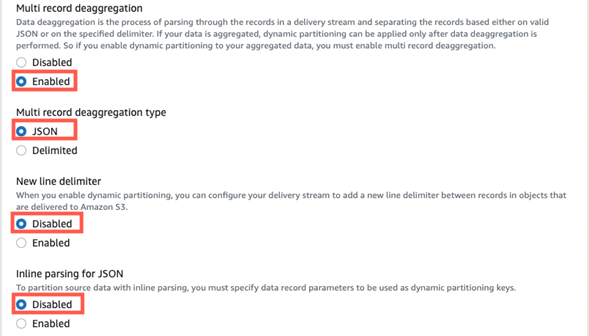 Multi record deaggregation
Data deaggregation is the process of parsing through the records in a delivery stream and separating the records based either on valid
JSON or on the specified delimiter. If your data is aggregated, dynamic partitioning can be applied only after data deaggregation is
performed. So if you enable dynamic partitioning to your aggregated data, you must enable multi record deaggregation.
Disabled
Enabled
Multi record deaggregation type
JSON
Delimited
New line delimiter
When you enable dynamic partitioning, you can configure your delivery stream to add a new line delimiter between records in objects that
are delivered to Amazon S3.
Disabled
Enabled
Inline parsing for JSON
To partition source data with inline parsing, you must specify data record parameters to be used as dynamic partitioning keys.
Disabled
Enabled